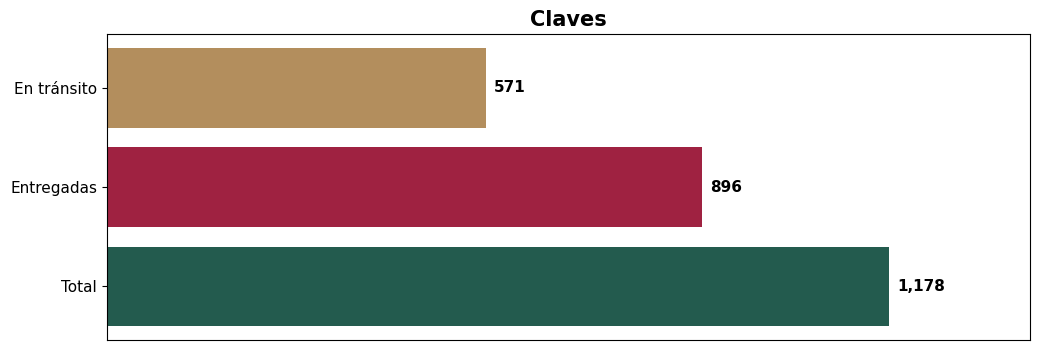 Claves
En tránsito 571
Entregadas 896
Total 1,178